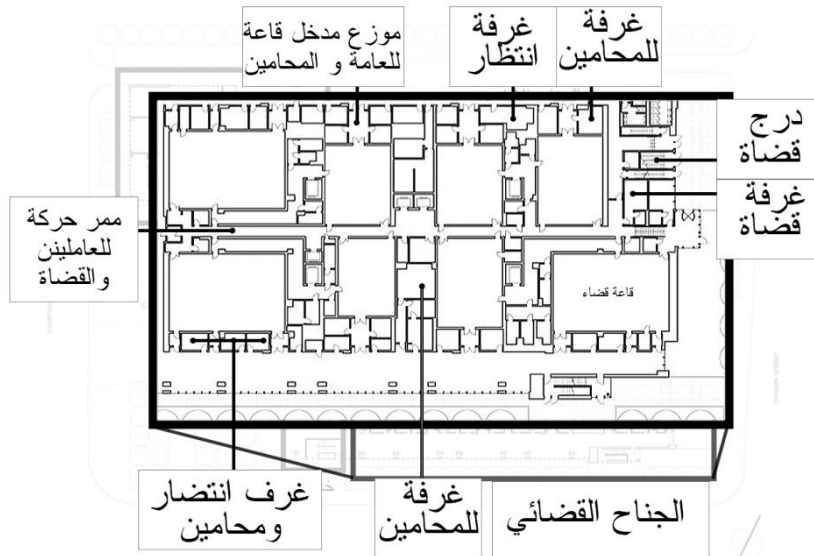 موزع مدخل قاعة
للعامة و المحامين
غرفة
انتظار
غرفة
للمحامين
درج
قضاة
غرفة
قضاة
ممر حركة
للعاملينن
والقضاة
قاعة قضاء
غرف انتضار
ومحامين
غرفة
للمحامين
الجناح القضائي